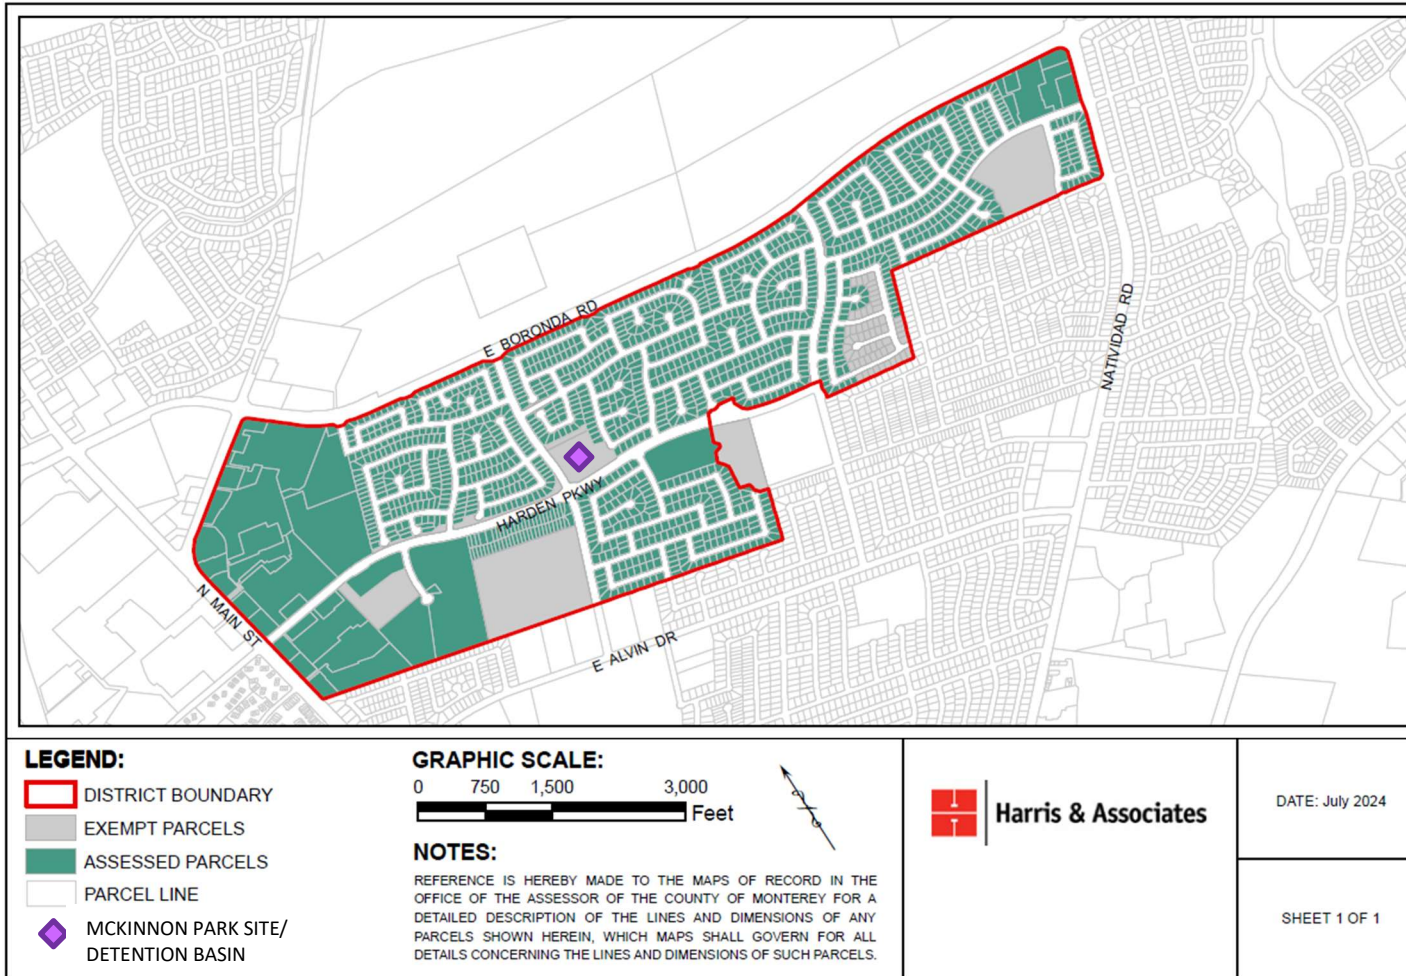 E BORONDA RD
NATIVIDAD RD
HARDEN PKWY
N MAIN ST
E ALVIN DR
LEGEND:
DISTRICT BOUNDARY
EXEMPT PARCELS
ASSESSED PARCELS
PARCEL LINE
MCKINNON PARK SITE/
DETENTION BASIN
GRAPHIC SCALE:
0 750 1,500 3,000
Feet
NOTES:
REFERENCE IS HEREBY MADE TO THE MAPS OF RECORD IN THE
OFFICE OF THE ASSESSOR OF THE COUNTY OF MONTEREY FOR A
DETAILED DESCRIPTION OF THE LINES AND DIMENSIONS OF ANY
PARCELS SHOWN HEREIN, WHICH MAPS SHALL GOVERN FOR ALL
DETAILS CONCERNING THE LINES AND DIMENSIONS OF SUCH PARCELS.
Harris & Associates
DATE: July 2024
SHEET 1 OF 1